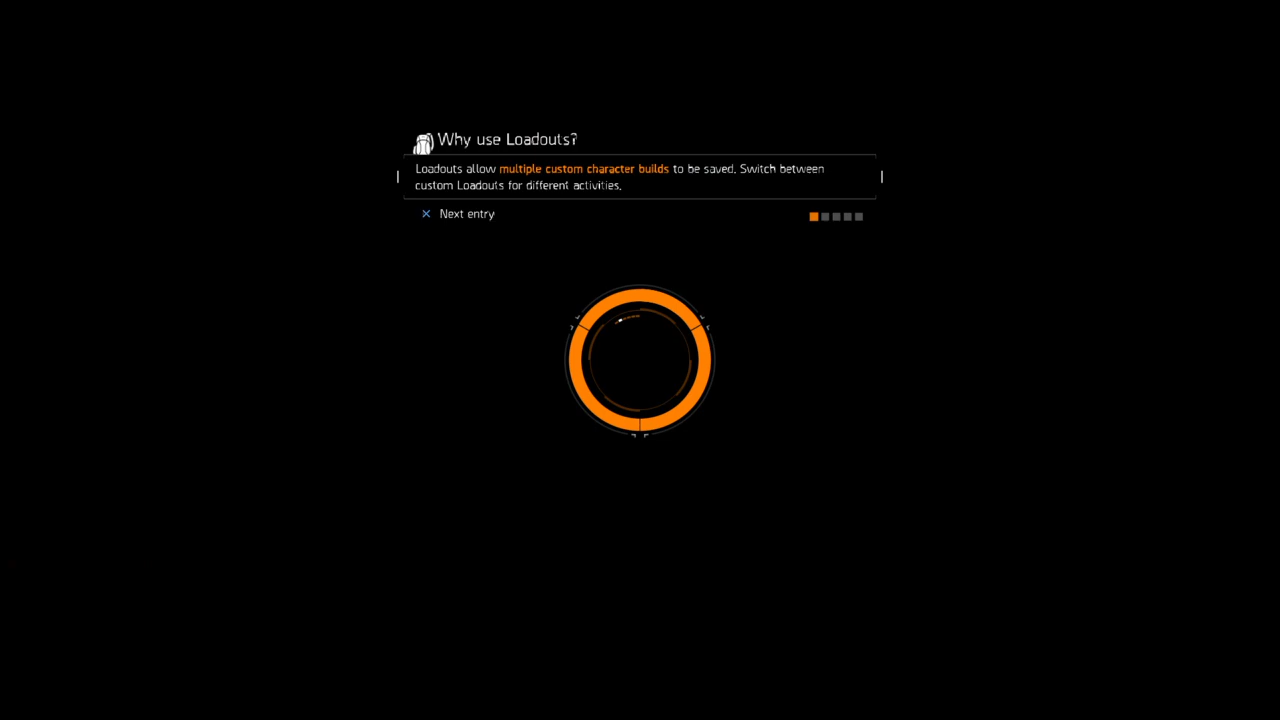 Why use Loadouts?
Loadouts allow multiple custom character builds to be saved. Switch between
custom Loadouts for different activities.
Next entry